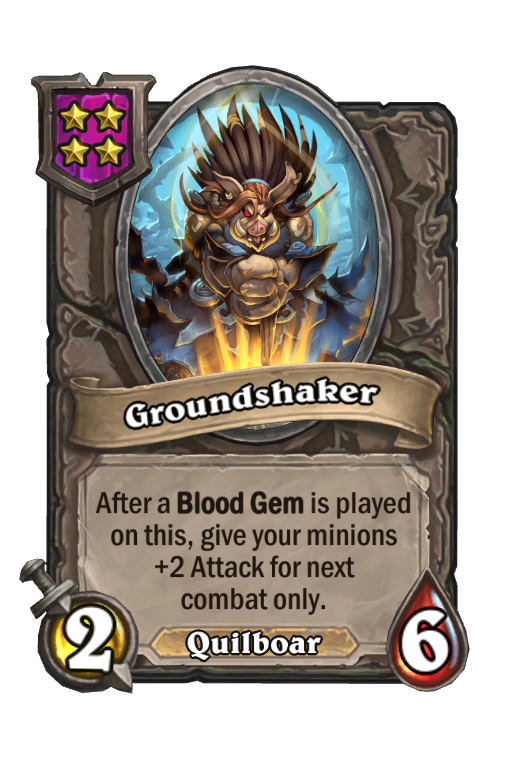 Groundshaker
After a Blood Gem is played
on this, give your minions
+2 Attack for next
combat only.
2
Quilboar
6